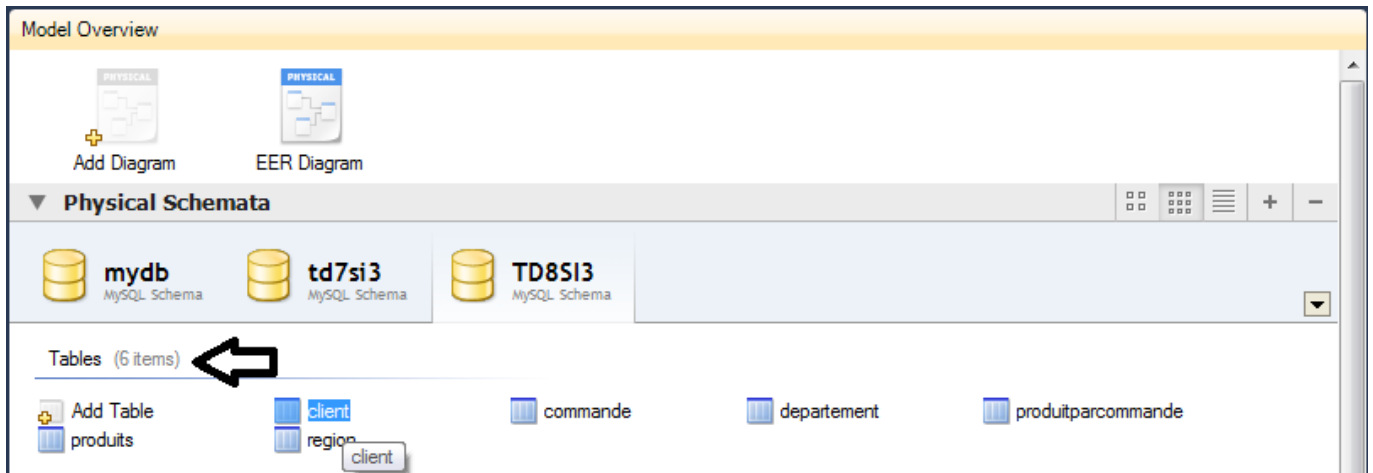 Model Overview
PHYSICAL PHYSICAL
Add Diagram EER Diagram
Physical Schemata
mydb td7si3 TD8SI3
MySQL Schema MySQL Schema MySQL Schema
Tables (6 items)
Add Table client commande departement produitparcommande
produits region
client